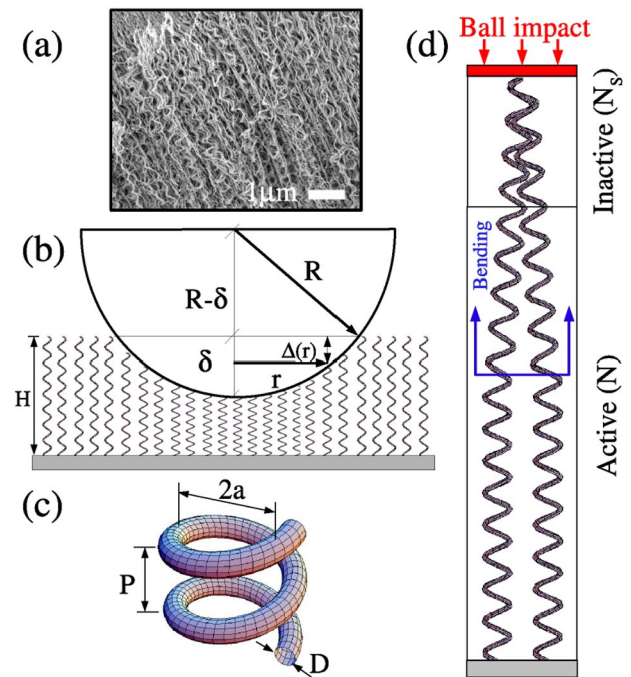 (a)
1μm
(b)
R
R-δ
δ
Δ(r)
r
H
(c)
2a
P
D
(d)
Ball impact
Inactive (Nₛ)
Bending
Active (N)